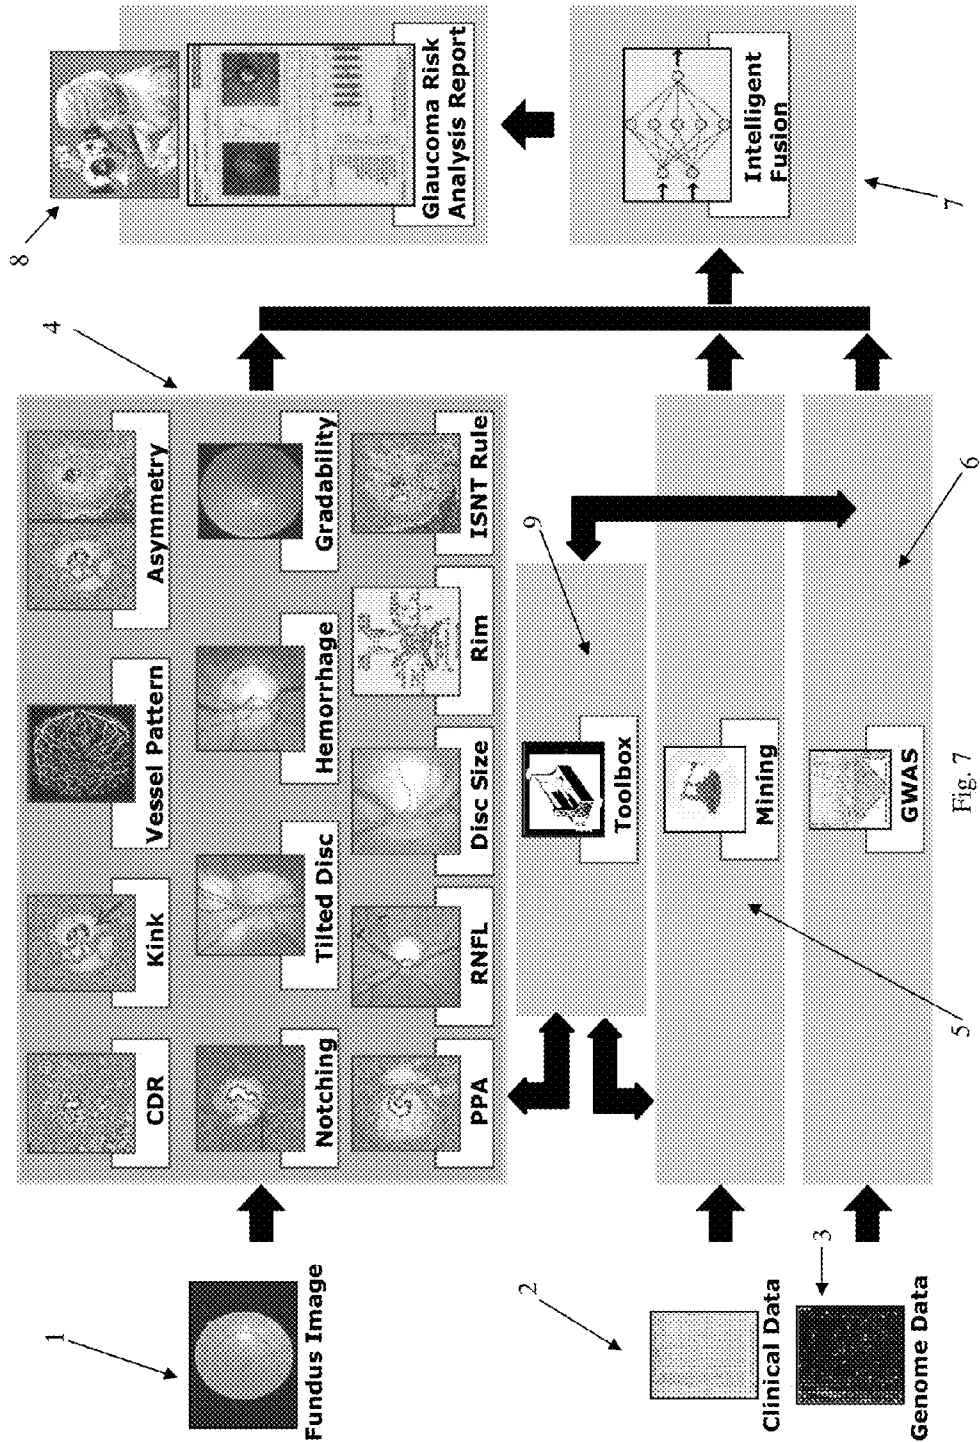 1
Fundus Image
2
Clinical Data
3
Genome Data
4
CDR
Kink
Vessel Pattern
Asymmetry
Notching
Tilted Disc
Hemorrhage
Gradability
PPA
RNFL
Disc Size
Rim
ISNT Rule
9
Toolbox
5
Mining
6
GWAS
8
Glaucoma Risk
Analysis Report
7
Intelligent
Fusion
Fig. 7